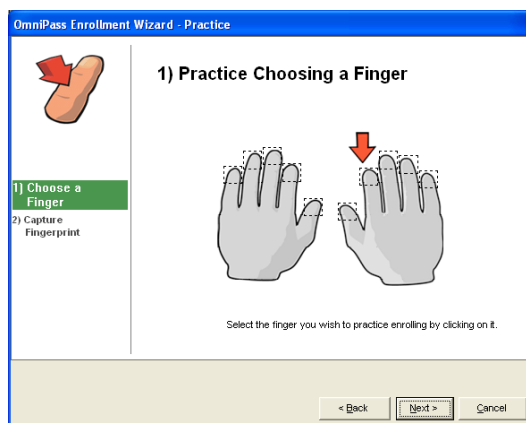 OmniPass Enrollment Wizard - Practice
1) Practice Choosing a Finger
1) Choose a
Finger
2) Capture
Fingerprint
Select the finger you wish to practice enrolling by clicking on it.
< Back
Next >
Cancel